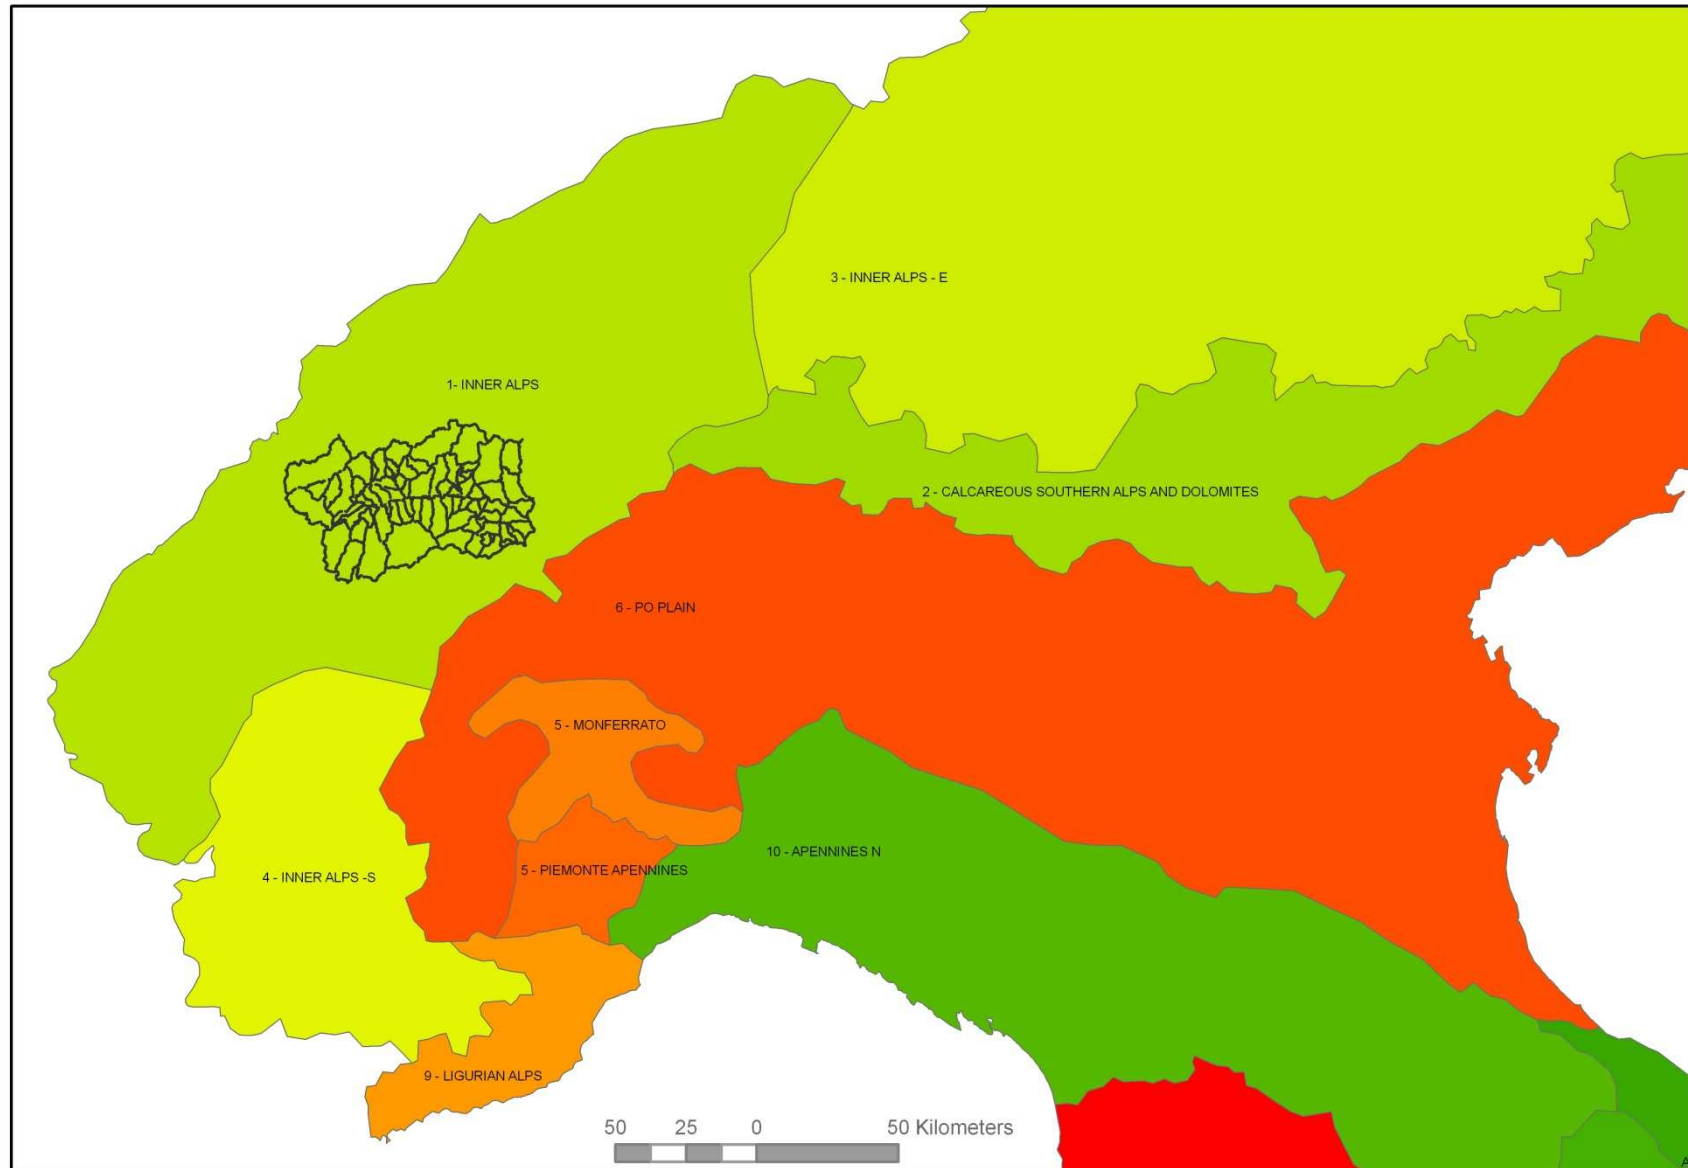 3 - INNER ALPS - E
1- INNER ALPS
2 - CALCAREOUS SOUTHERN ALPS AND DOLOMITES
6 - PO PLAIN
5 - MONFERRATO
10 - APENNINES N
5 - PIEMONTE APENNINES
4 - INNER ALPS -S
9 - LIGURIAN ALPS
50 25 0 50 Kilometers